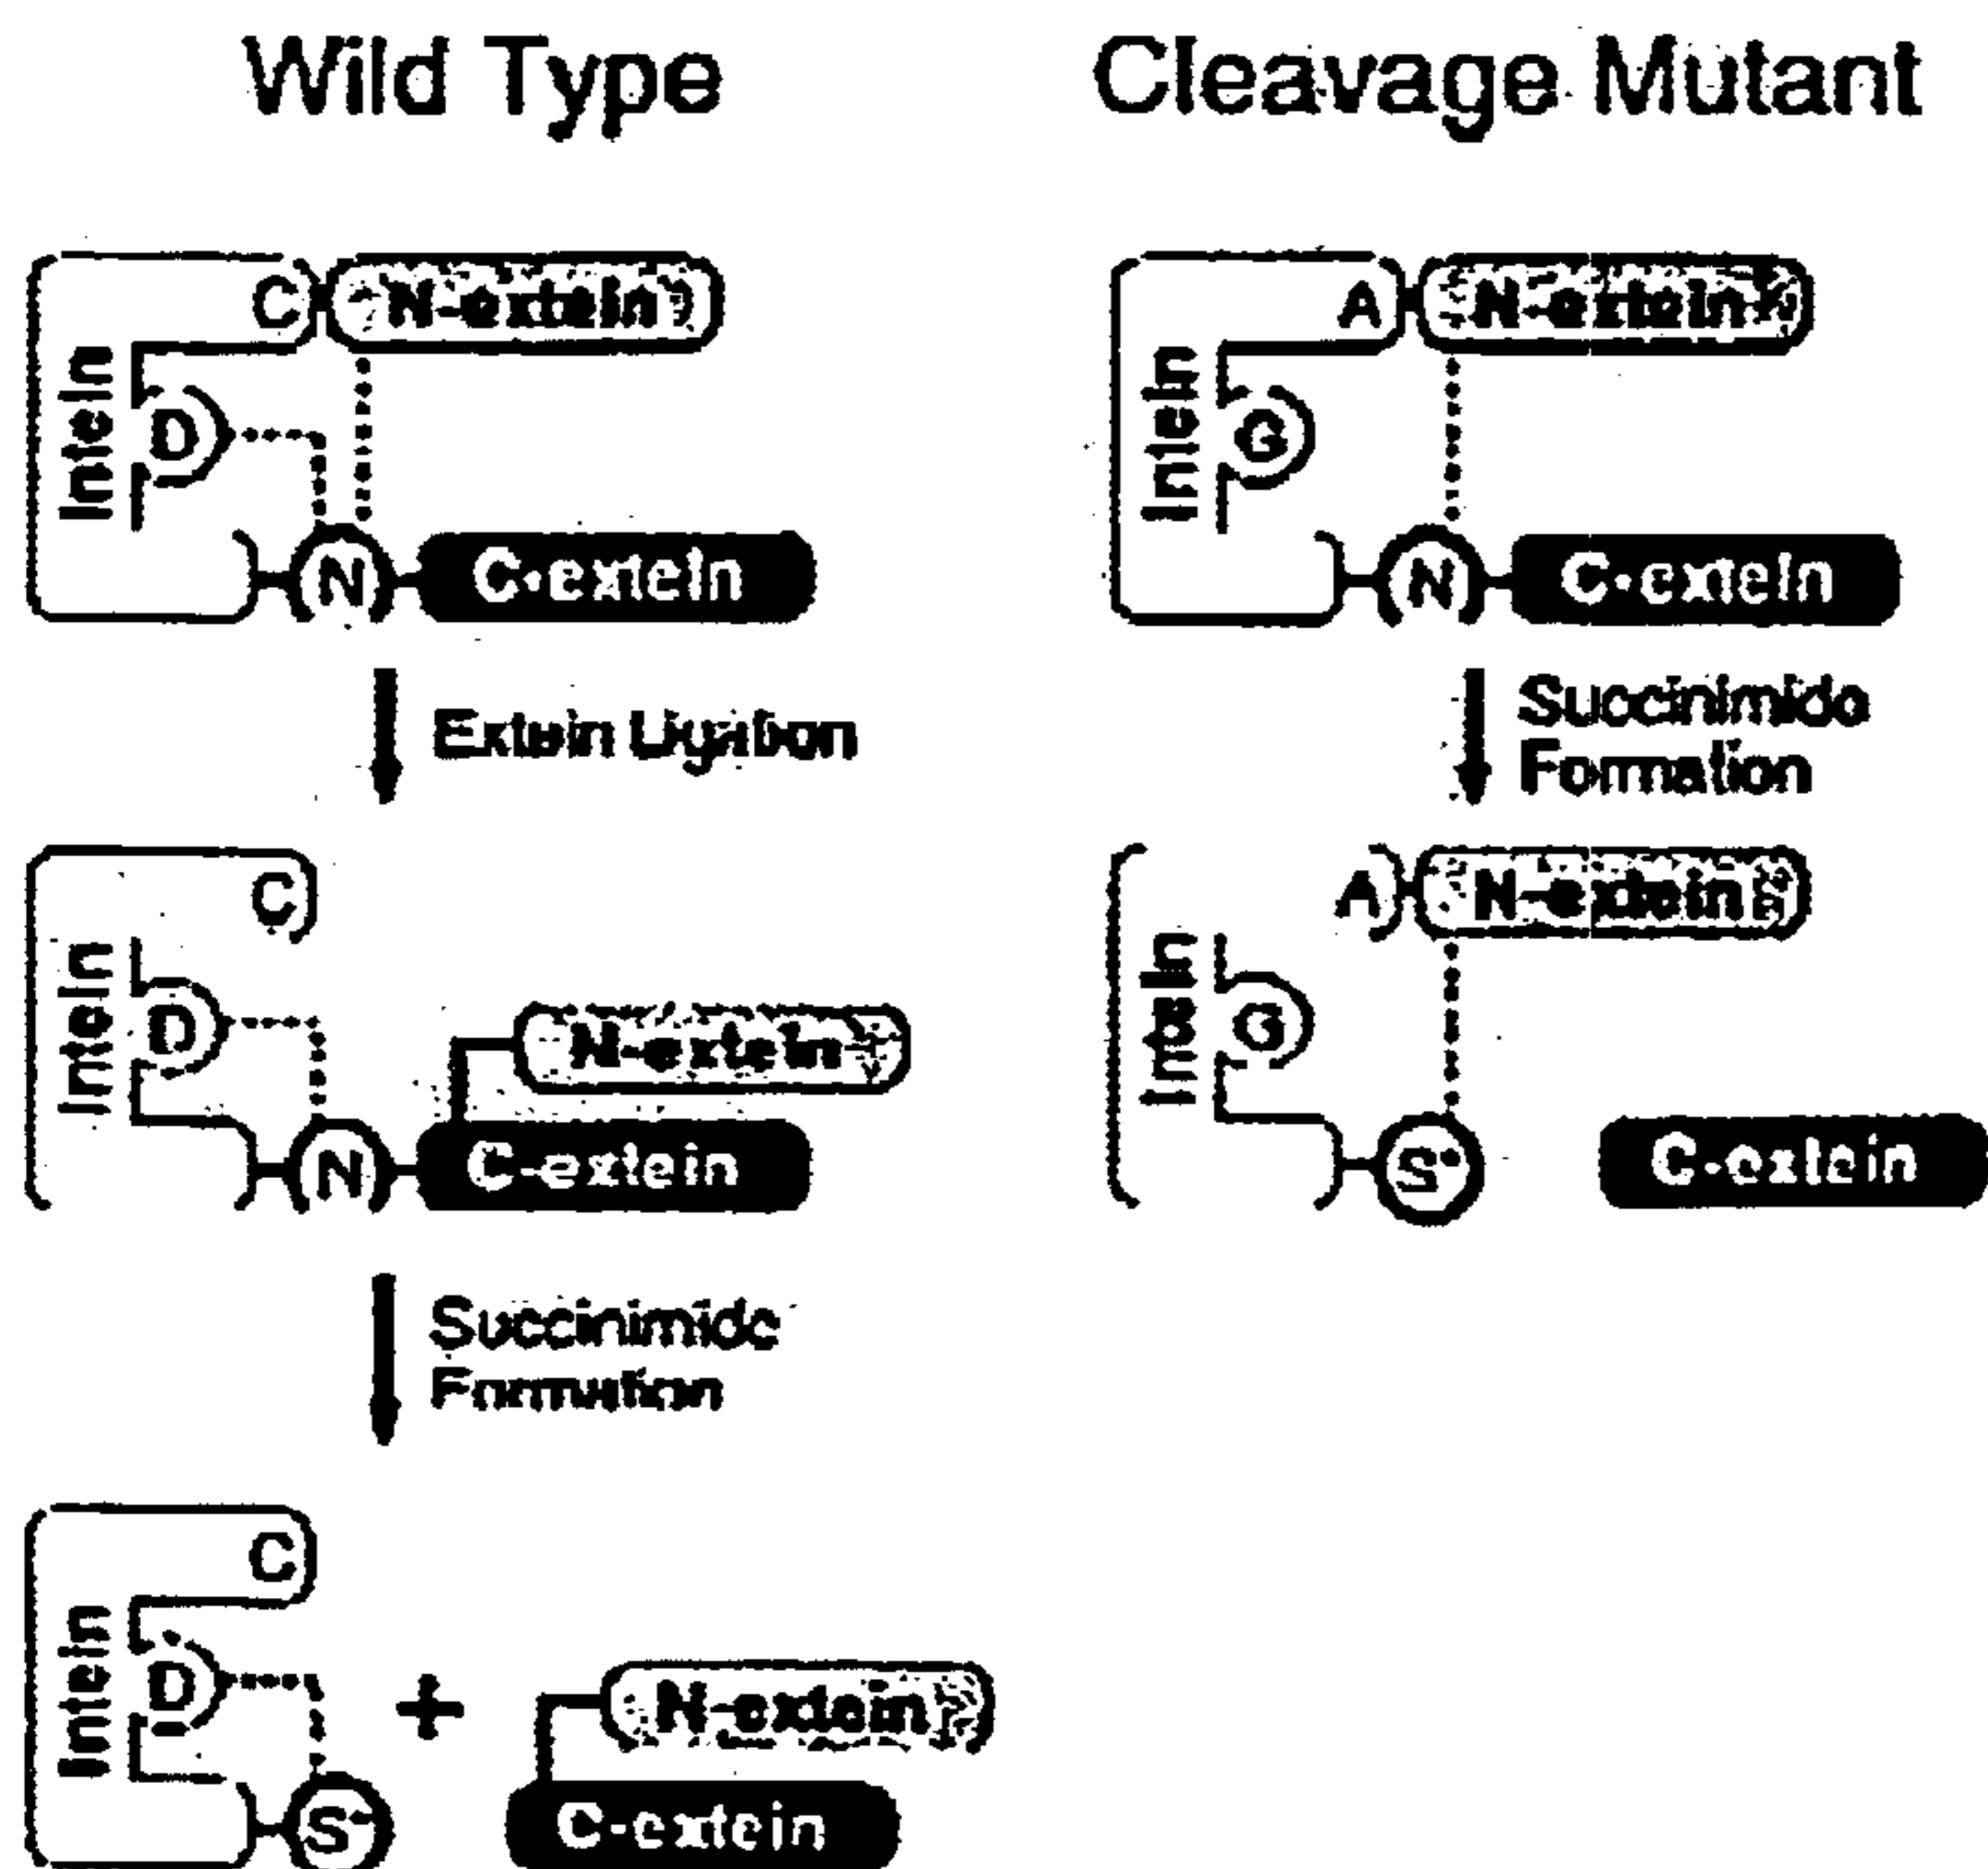 Wild Type
Cleavage Mutant
C N-extein
Intein
D
N C-extein
A N-extein
Intein
G
N C-extein
Extein Ligation
Succinimide
Formation
C
Intein
D
N-extein
N C-extein
A N-extein
Intein
G
S* C-extein
Succinimide
Formation
C
Intein
D
+
N-extein
S* C-extein